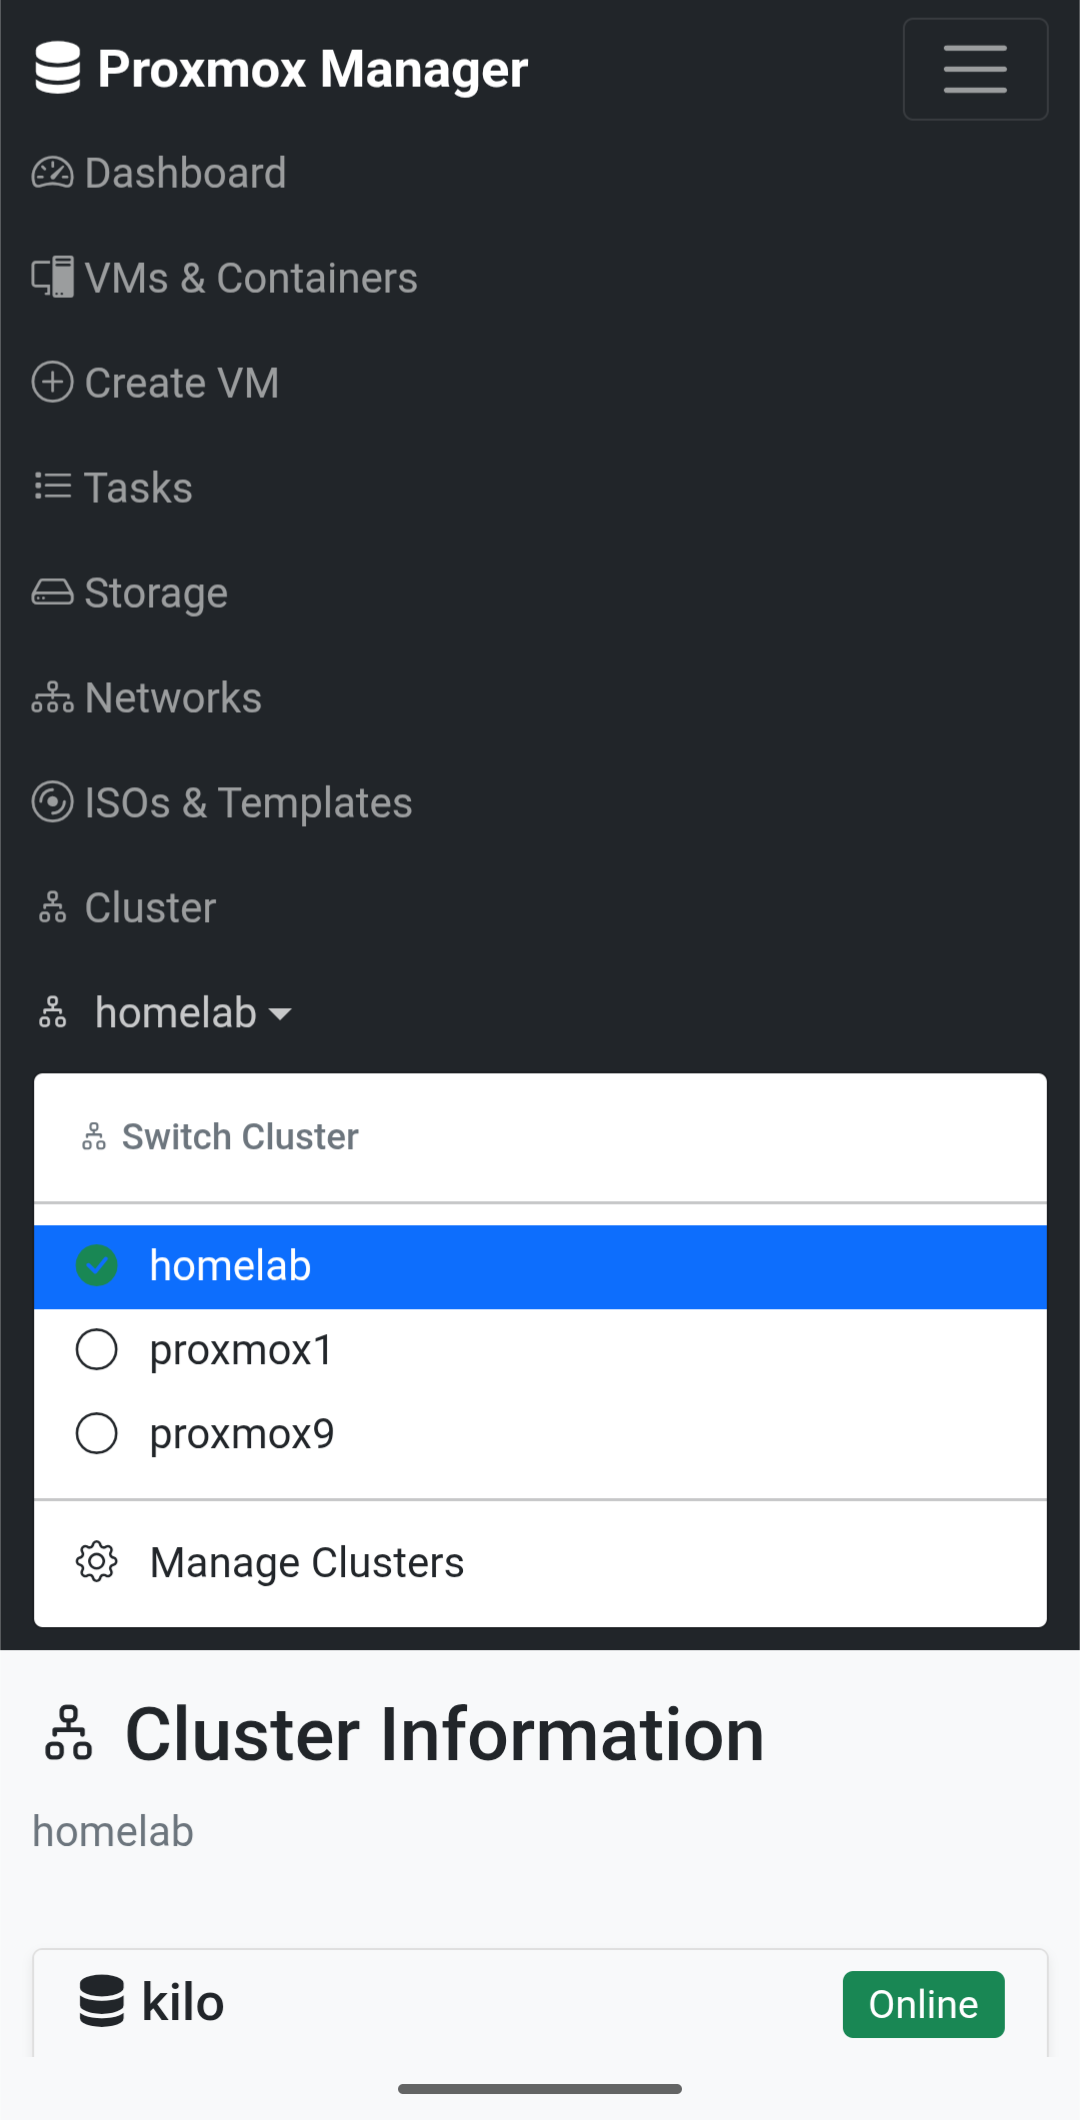 Proxmox Manager
Dashboard
VMs & Containers
Create VM
Tasks
Storage
Networks
ISOs & Templates
Cluster
homelab
Switch Cluster
homelab
proxmox1
proxmox9
Manage Clusters
Cluster Information
homelab
kilo
Online